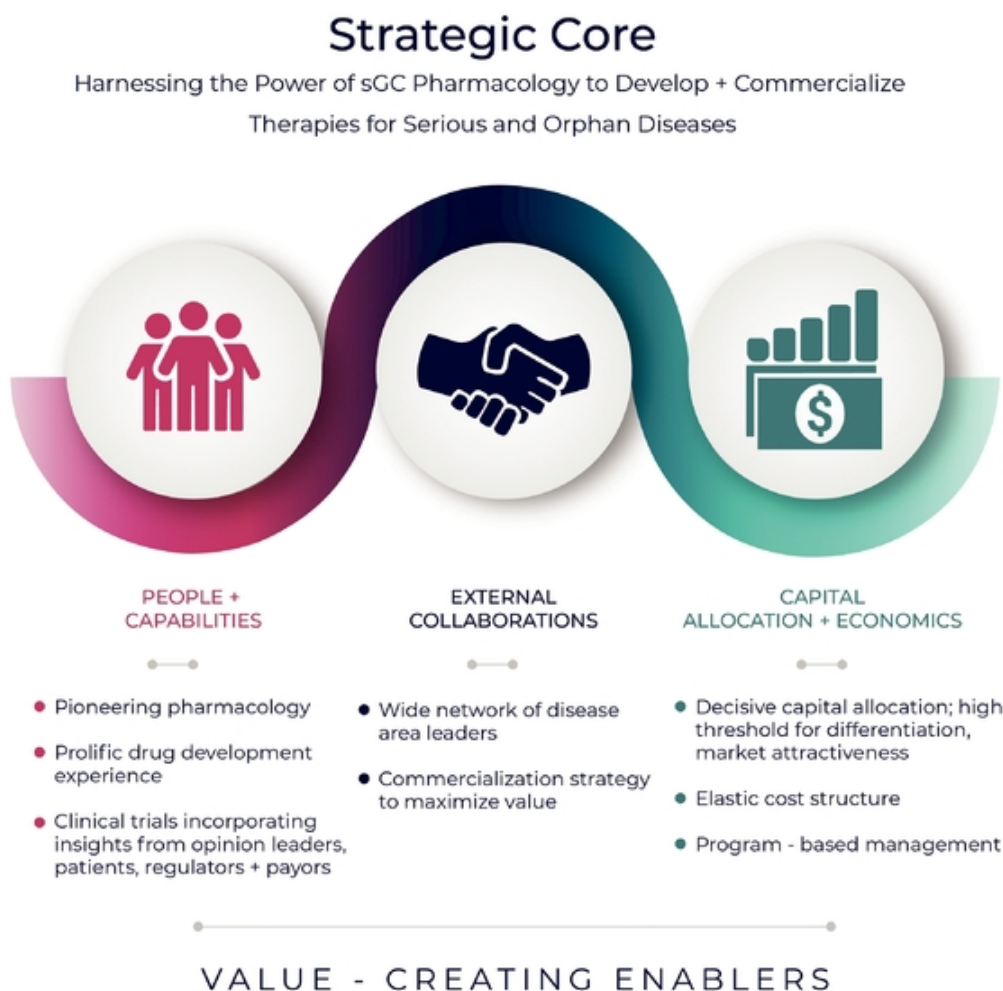 Strategic Core
Harnessing the Power of sGC Pharmacology to Develop + Commercialize
Therapies for Serious and Orphan Diseases
$
PEOPLE +
CAPABILITIES
Pioneering pharmacology
Prolific drug development
experience
Clinical trials incorporating
insights from opinion leaders,
patients, regulators + payors
EXTERNAL
COLLABORATIONS
Wide network of disease
area leaders
Commercialization strategy
to maximize value
CAPITAL
ALLOCATION + ECONOMICS
Decisive capital allocation; high
threshold for differentiation,
market attractiveness
Elastic cost structure
Program - based management
VALUE - CREATING ENABLERS